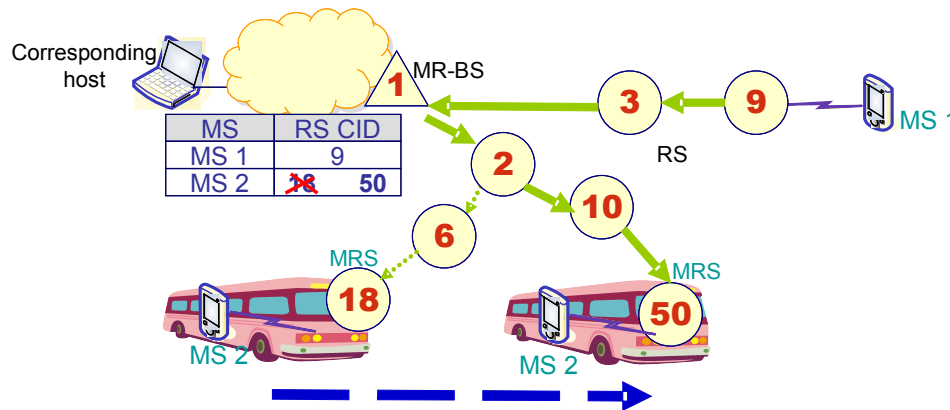 Corresponding
host
1
MR-BS
3
9
MS 1
RS
MS RS CID
MS 1 9
MS 2 18 50
2
10
6
MRS
18
MS 2
MRS
50
MS 2